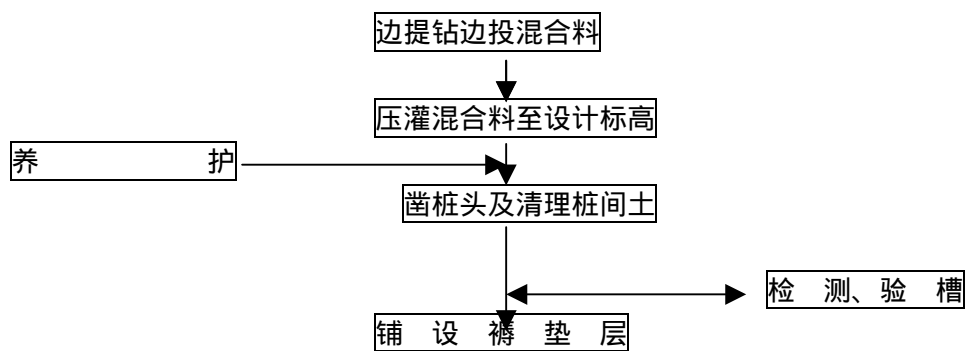 边提钻边投混合料
压灌混合料至设计标高
养 护
凿桩头及清理桩间土
检 测、验 槽
铺 设 褥 垫 层